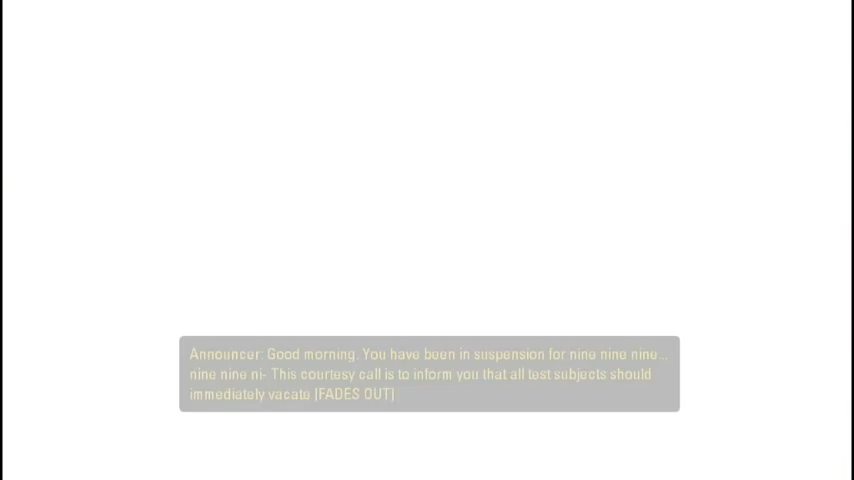 Announcer: Good morning. You have been in suspension for nine nine nine...
nine nine ni- This courtesy call is to inform you that all test subjects should
immediately vacate [FADES OUT]